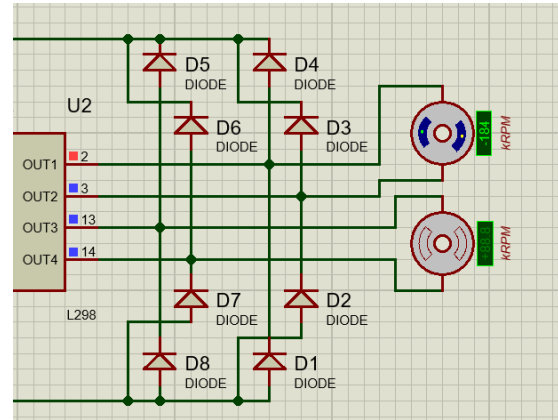 D5
DIODE
D4
DIODE
U2
D6
DIODE
D3
DIODE
-184
kRPM
OUT1
2
OUT2
3
OUT3
13
OUT4
14
+88.8
kRPM
L298
D7
DIODE
D2
DIODE
D8
DIODE
D1
DIODE